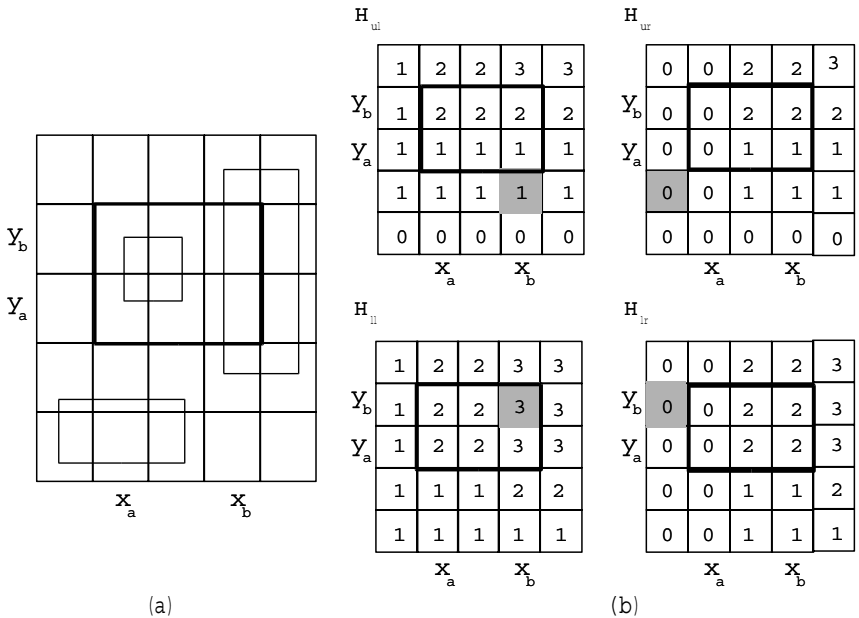 H_ul
1 2 2 3 3
y_b 1 2 2 2 2
y_a 1 1 1 1 1
1 1 1 1 1
0 0 0 0 0
x_a x_b
H_ur
0 0 2 2 3
y_b 0 0 2 2 2
y_a 0 0 1 1 1
0 0 1 1 1
0 0 0 0 0
x_a x_b
y_b
y_a
x_a x_b
(a)
H_ll
1 2 2 3 3
y_b 1 2 2 3 3
y_a 1 2 2 3 3
1 1 1 2 2
1 1 1 1 1
x_a x_b
H_lr
0 0 2 2 3
y_b 0 0 2 2 3
y_a 0 0 2 2 3
0 0 1 1 2
0 0 1 1 1
x_a x_b
(b)